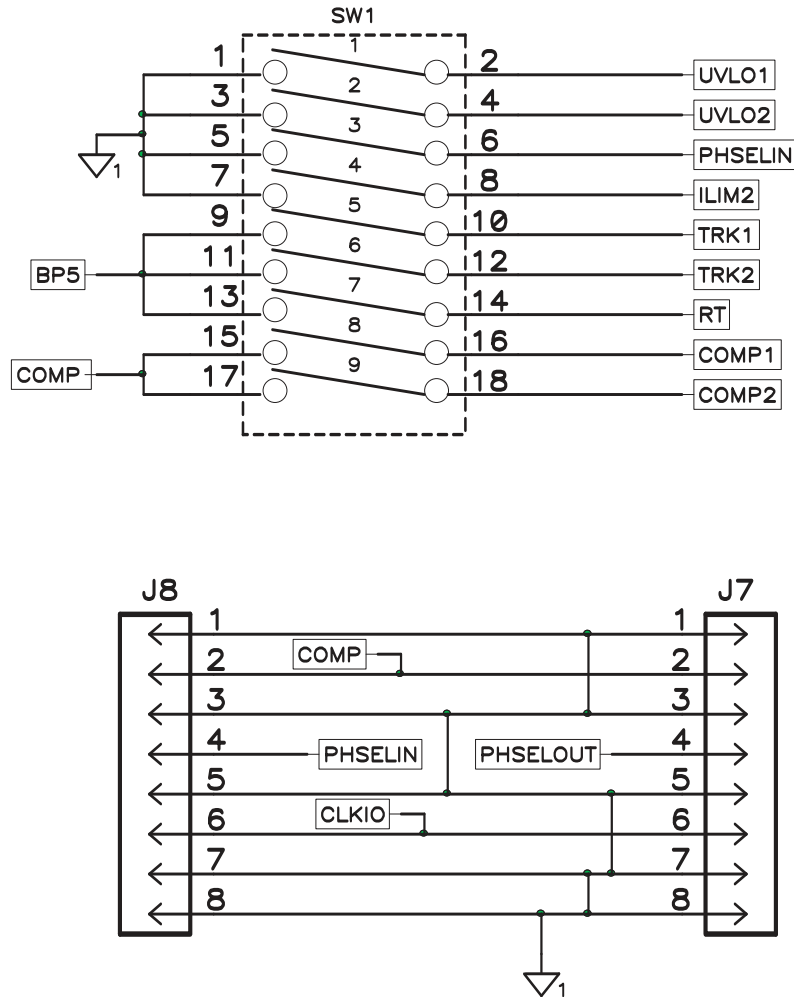 SW1
1 1 2 UVLO1
3 2 4 UVLO2
5 3 6 PHSELIN
1
7 4 8 ILIM2
9 5 10 TRK1
BP5 11 6 12 TRK2
13 7 14 RT
15 8 16 COMP1
COMP
17 9 18 COMP2
J8 J7
1 1
2 COMP 2
3 3
4 PHSELIN PHSELOUT 4
5 5
6 CLKIO 6
7 7
8 8
1